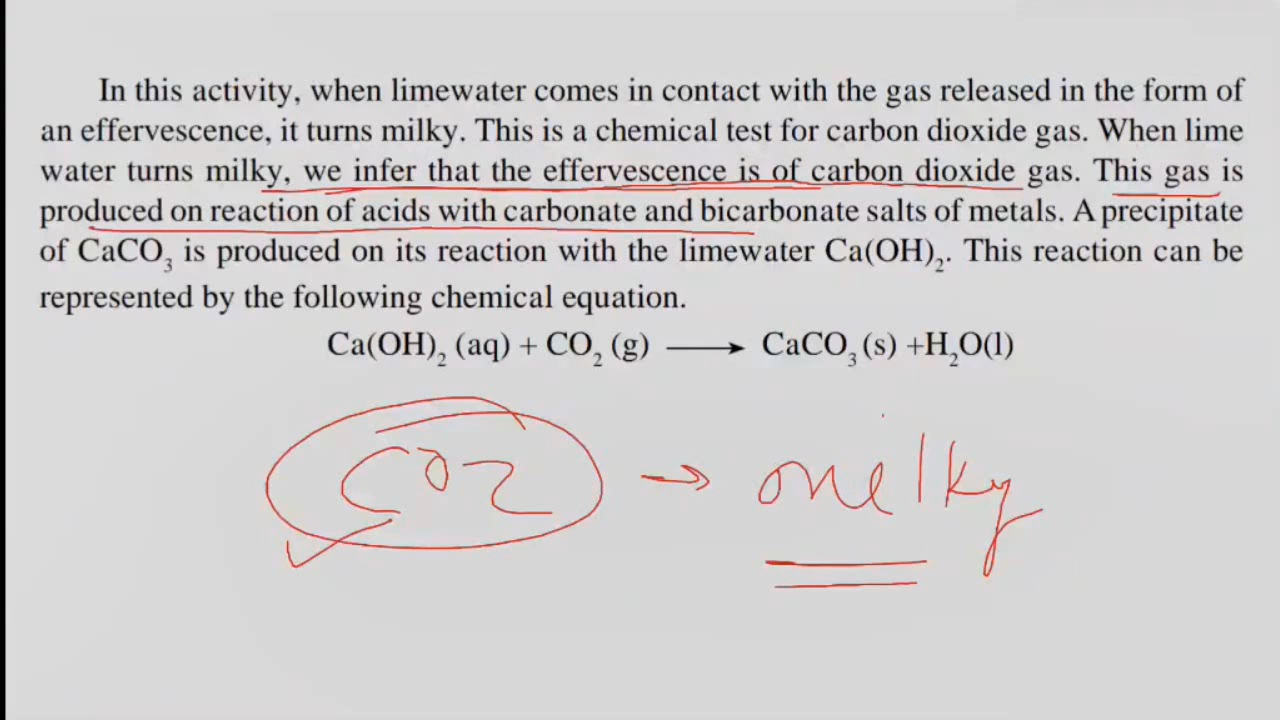 In this activity, when limewater comes in contact with the gas released in the form of
an effervescence, it turns milky. This is a chemical test for carbon dioxide gas. When lime
water turns milky, we infer that the effervescence is of carbon dioxide gas. This gas is
produced on reaction of acids with carbonate and bicarbonate salts of metals. A precipitate
of CaCO₃ is produced on its reaction with the limewater Ca(OH)₂. This reaction can be
represented by the following chemical equation.
Ca(OH)₂ (aq) + CO₂ (g) ⟶ CaCO₃ (s) +H₂O(l)
CO2 → milky